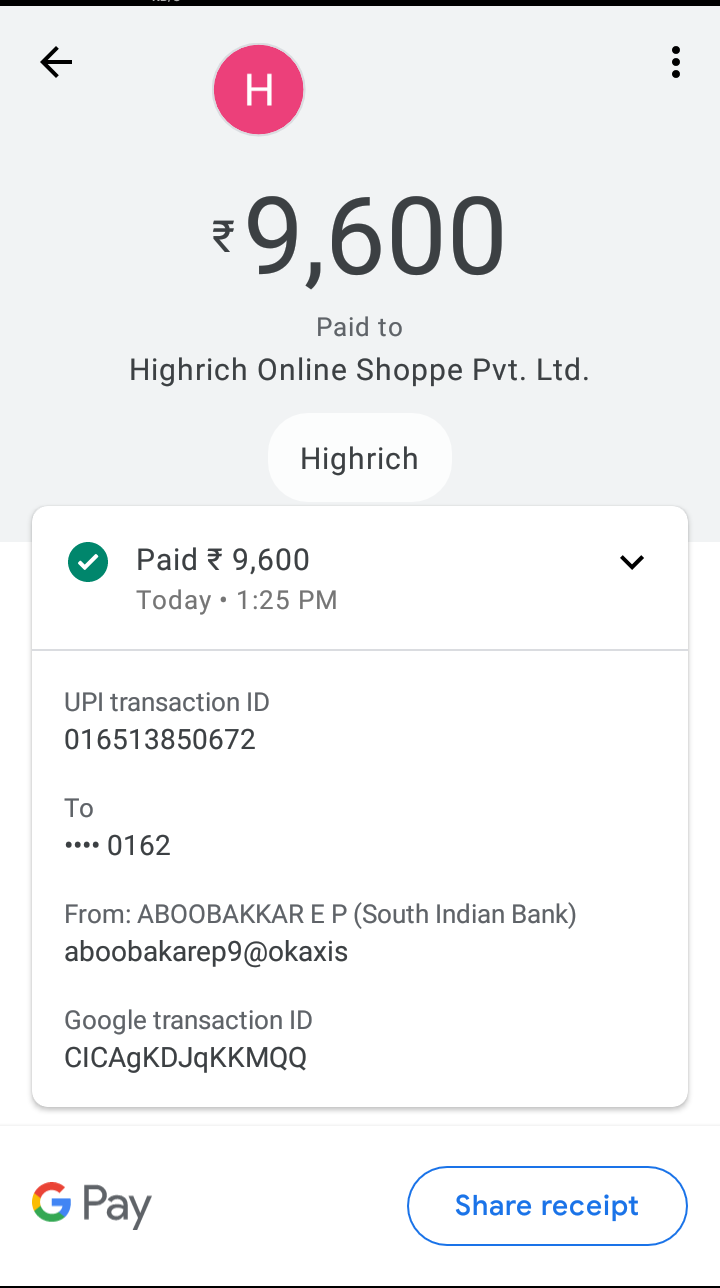 H
₹9,600
Paid to
Highrich Online Shoppe Pvt. Ltd.
Highrich
Paid ₹ 9,600
Today • 1:25 PM
UPI transaction ID
016513850672
To
•••• 0162
From: ABOOBAKKAR E P (South Indian Bank)
aboobakarep9@okaxis
Google transaction ID
CICAgKDJqKKMQQ
G Pay
Share receipt